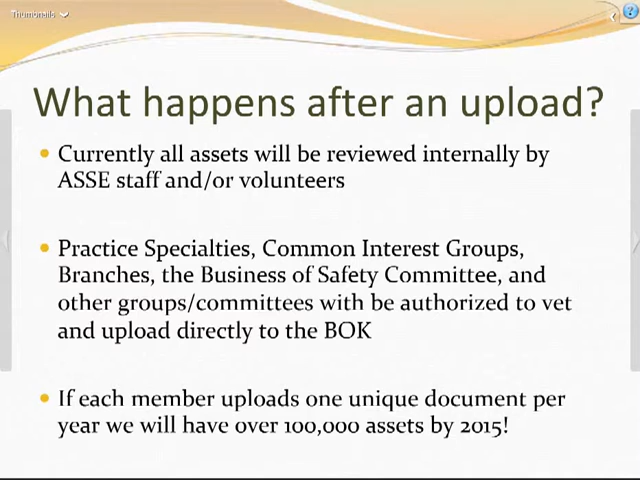 Thumbnails
What happens after an upload?
• Currently all assets will be reviewed internally by
ASSE staff and/or volunteers
• Practice Specialties, Common Interest Groups,
Branches, the Business of Safety Committee, and
other groups/committees with be authorized to vet
and upload directly to the BOK
• If each member uploads one unique document per
year we will have over 100,000 assets by 2015!